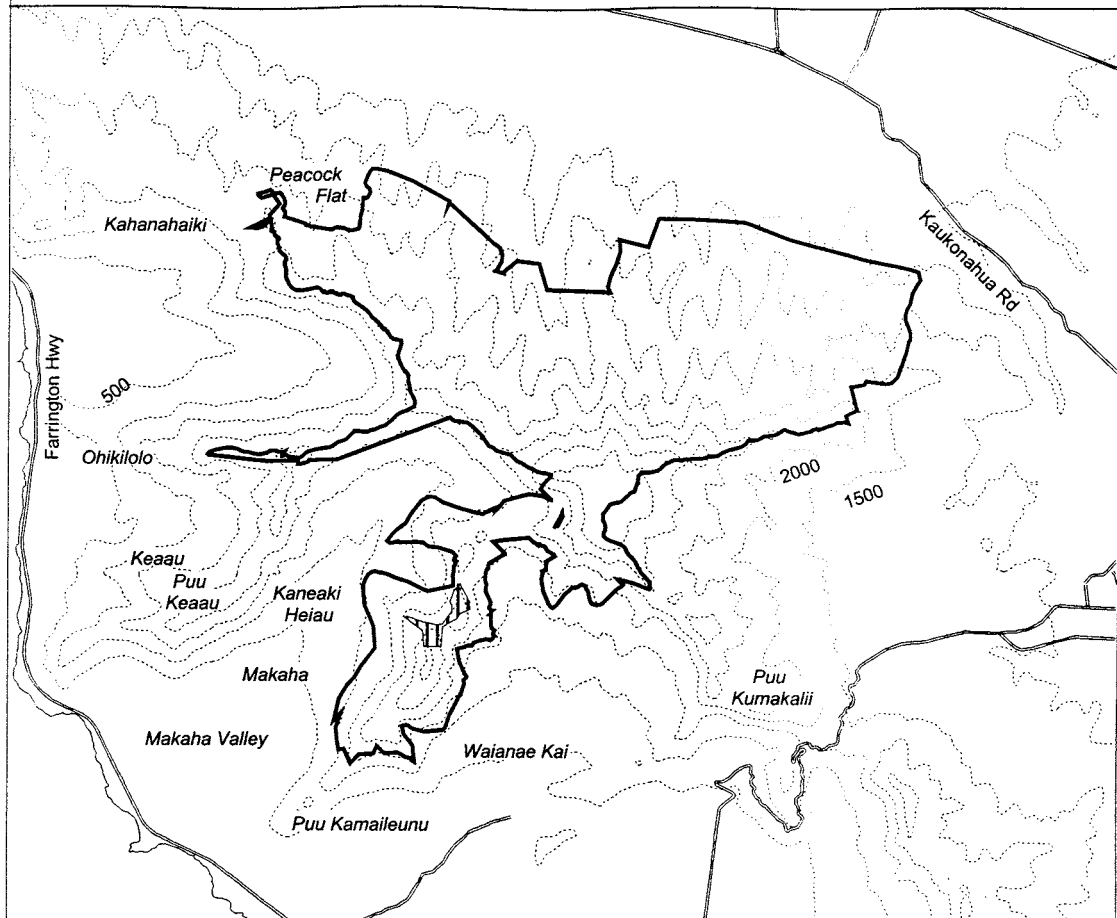 Peacock
Flat
Kahanahaiki
Kaukonahua Rd
Farrington Hwy
500
Ohikilolo
2000
1500
Keaau
Puu
Keaau
Kaneaki
Heiau
Makaha
Puu
Kumakalii
Makaha Valley
Waianae Kai
Puu Kamaileunu